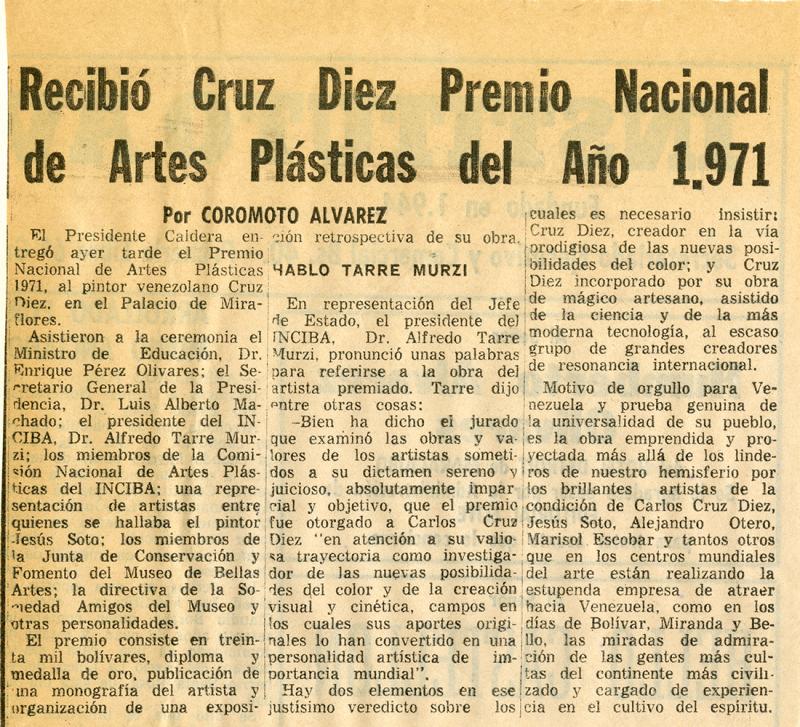 Recibió Cruz Diez Premio Nacional
de Artes Plásticas del Año 1.971
Por COROMOTO ALVAREZ
El Presidente Caldera en-
tregó ayer tarde el Premio
Nacional de Artes Plásticas
1971, al pintor venezolano Cruz
Diez, en el Palacio de Mira-
flores.
Asistieron a la ceremonia el
Ministro de Educación, Dr.
Enrique Pérez Olivares; el Se-
cretario General de la Presi-
dencia, Dr. Luis Alberto Ma-
chado; el presidente del IN-
CIBA, Dr. Alfredo Tarre Mur-
zi; los miembros de la Comi-
sión Nacional de Artes Plás-
ticas del INCIBA; una repre-
sentación de artistas entre
quienes se hallaba el pintor
Jesús Soto; los miembros de
la Junta de Conservación y
Fomento del Museo de Bellas
Artes; la directiva de la So-
ciedad Amigos del Museo y
otras personalidades.
El premio consiste en trein-
ta mil bolívares, diploma y
medalla de oro, publicación de
una monografía del artista y
organización de una exposi-
ción retrospectiva de su obra.
HABLO TARRE MURZI
En representación del Jefe
de Estado, el presidente del
INCIBA, Dr. Alfredo Tarre
Murzi, pronunció unas palabras
para referirse a la obra del
artista premiado. Tarre dijo
entre otras cosas:
—Bien ha dicho el jurado
que examinó las obras y va-
lores de los artistas someti-
dos a su dictamen sereno y
juicioso, absolutamente impar
cial y objetivo, que el premio
fue otorgado a Carlos Cruz
Diez "en atención a su valio-
sa trayectoria como investiga-
dor de las nuevas posibilida-
des del color y de la creación
visual y cinética, campos en
los cuales sus aportes origi-
nales lo han convertido en una
personalidad artística de im-
portancia mundial".
Hay dos elementos en ese
justísimo veredicto sobre los
cuales es necesario insistir:
Cruz Diez, creador en la vía
prodigiosa de las nuevas posi-
bilidades del color; y Cruz
Diez incorporado por su obra
de mágico artesano, asistido
de la ciencia y de la más
moderna tecnología, al escaso
grupo de grandes creadores
de resonancia internacional.
Motivo de orgullo para Ve-
nezuela y prueba genuina de
la universalidad de su pueblo,
es la obra emprendida y pro-
yectada más allá de los linde-
ros de nuestro hemisferio por
los brillantes artistas de la
condición de Carlos Cruz Diez,
Jesús Soto, Alejandro Otero,
Marisol Escobar y tantos otros
que en los centros mundiales
del arte están realizando la
estupenda empresa de atraer
hacia Venezuela, como en los
días de Bolívar, Miranda y Be-
llo, las miradas de admira-
ción de las gentes más cul-
tas del continente más civili-
zado y cargado de experien-
cia en el cultivo del espíritu.